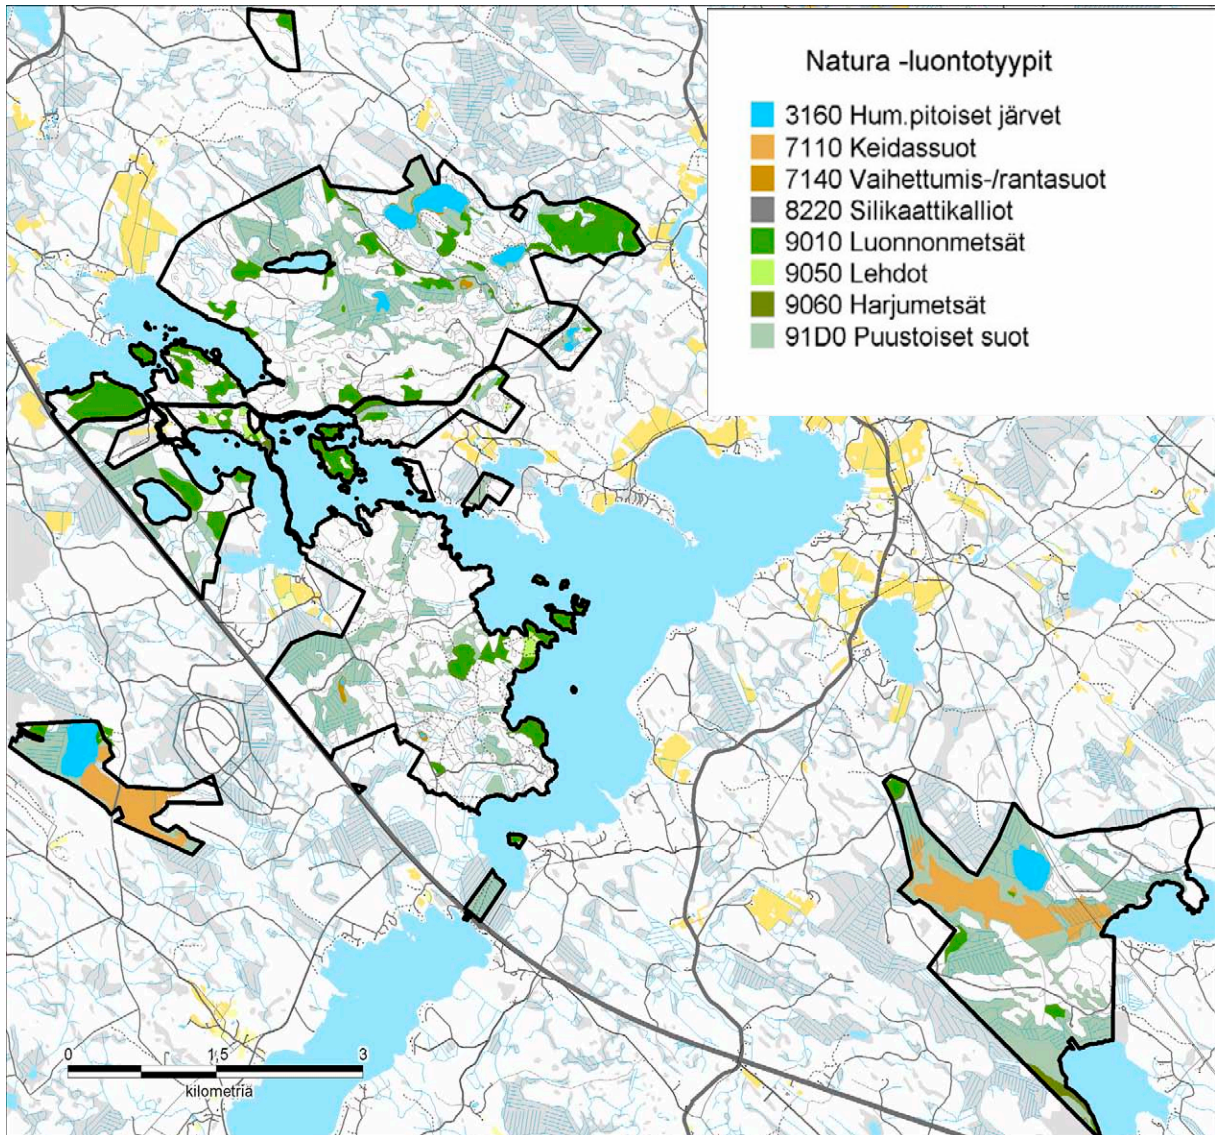 Natura -luontotyypit
3160 Hum.pitoiset järvet
7110 Keidassuot
7140 Vaihettumis-/rantasuot
8220 Silikaattikalliot
9010 Luonnonmetsät
9050 Lehdot
9060 Harjumetsät
91D0 Puustoiset suot
0 1,5 3
kilometriä